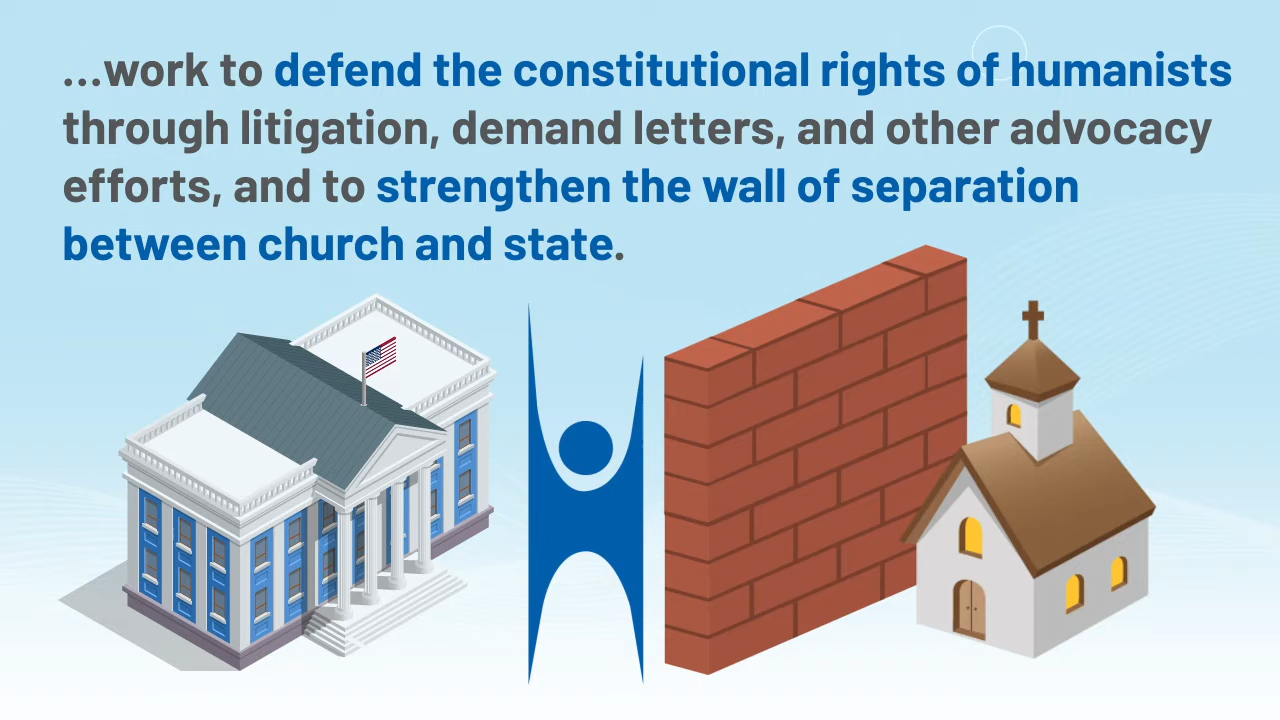 ...work to defend the constitutional rights of humanists
through litigation, demand letters, and other advocacy
efforts, and to strengthen the wall of separation
between church and state.